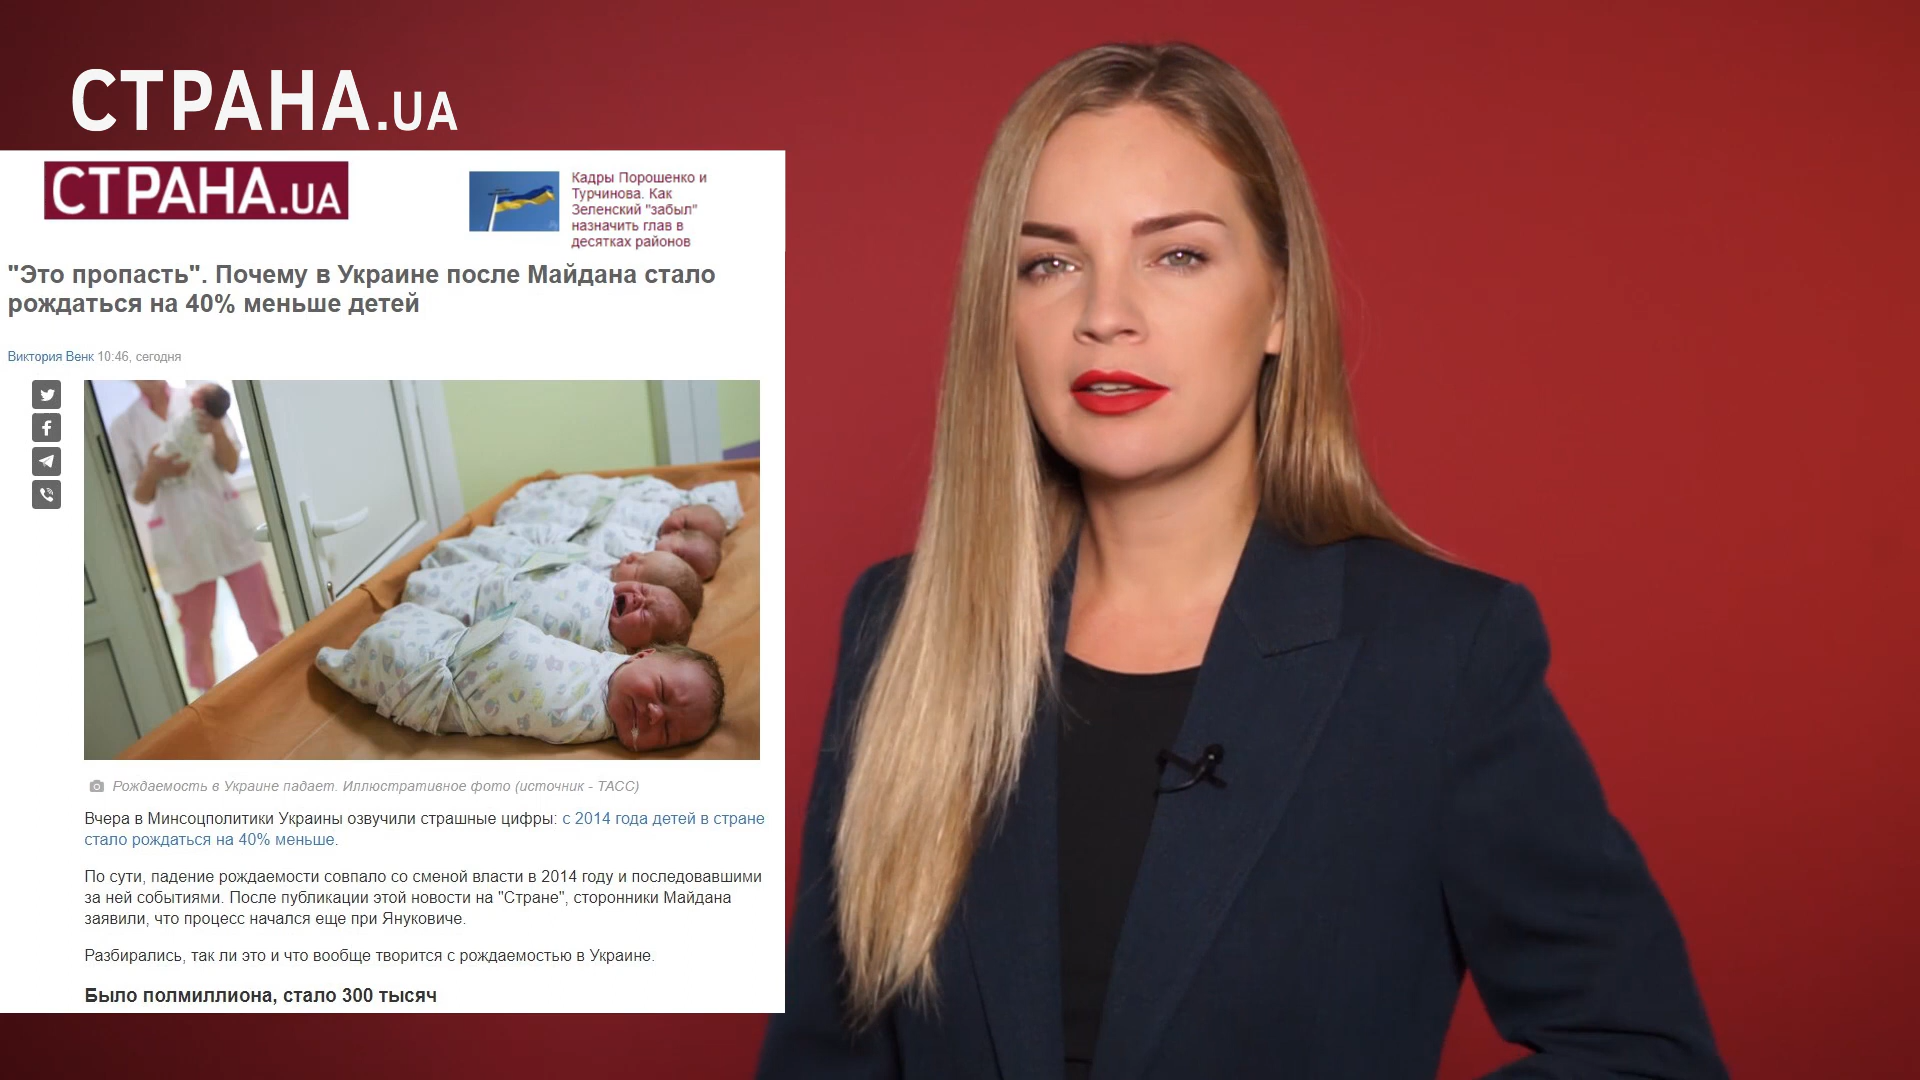 СТРАНА.UA
СТРАНА.UA
Кадры Порошенко и
Турчинова. Как
Зеленский "забыл"
назначить глав в
десятках районов
"Это пропасть". Почему в Украине после Майдана стало
рождаться на 40% меньше детей
Виктория Венк 10:46, сегодня
Рождаемость в Украине падает. Иллюстративное фото (источник - ТАСС)
Вчера в Минсоцполитики Украины озвучили страшные цифры: с 2014 года детей в стране
стало рождаться на 40% меньше.
По сути, падение рождаемости совпало со сменой власти в 2014 году и последовавшими
за ней событиями. После публикации этой новости на "Стране", сторонники Майдана
заявили, что процесс начался еще при Януковиче.
Разбирались, так ли это и что вообще творится с рождаемостью в Украине.
Было полмиллиона, стало 300 тысяч